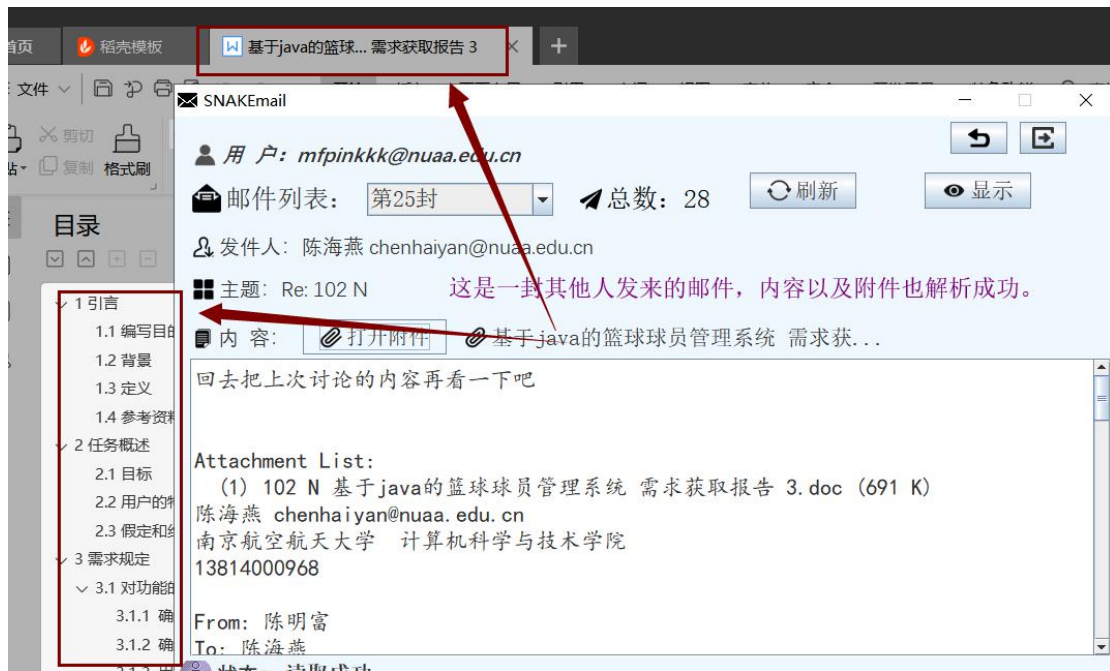 首页 稻壳模板 基于java的篮球... 需求获取报告 3 × +
文件
剪切
复制 格式刷
目录
1 引言
1.1 编写目的
1.2 背景
1.3 定义
1.4 参考资料
2 任务概述
2.1 目标
2.2 用户的特
2.3 假定和约
3 需求规定
3.1 对功能的
3.1.1 确
3.1.2 确
SNAKEmail
用 户: mfpinkkk@nuaa.edu.cn
邮件列表: 第25封 总数: 28 刷新 显示
发件人: 陈海燕 chenhaiyan@nuaa.edu.cn
主题: Re: 102 N 这是一封其他人发来的邮件，内容以及附件也解析成功。
内 容: 打开附件 基于java的篮球球员管理系统 需求获...
回去把上次讨论的内容再看一下吧
Attachment List:
(1) 102 N 基于java的篮球球员管理系统 需求获取报告 3.doc (691 K)
陈海燕 chenhaiyan@nuaa.edu.cn
南京航空航天大学 计算机科学与技术学院
13814000968
From: 陈明富
To: 陈海燕